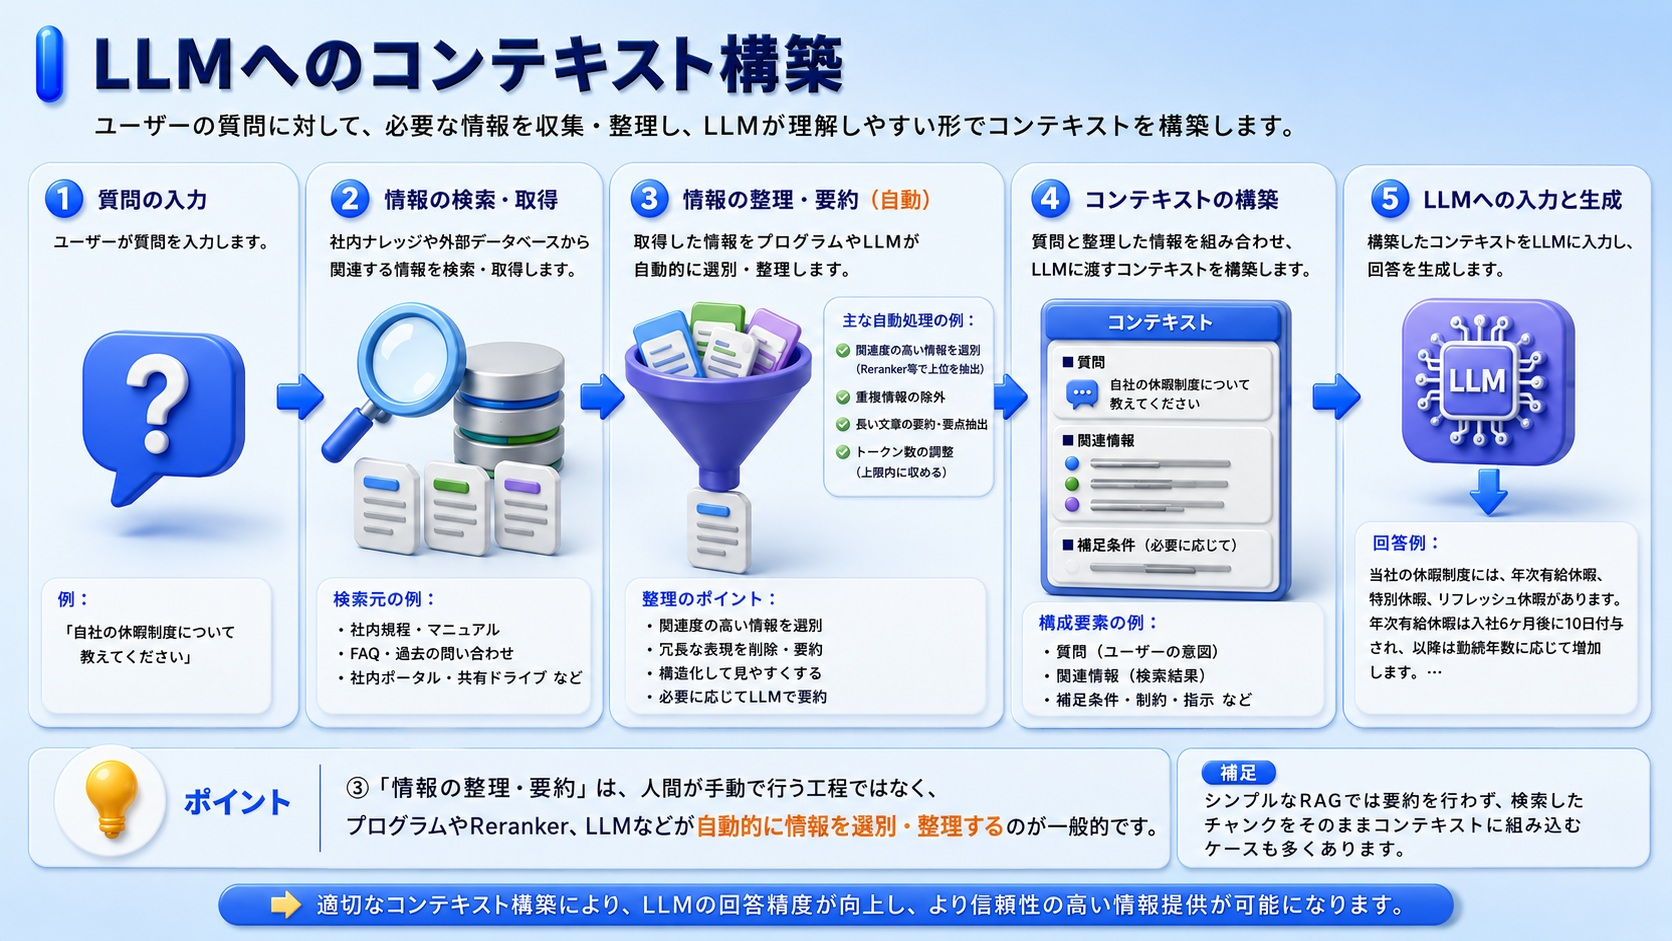 LLMへのコンテキスト構築
ユーザーの質問に対して、必要な情報を収集・整理し、LLMが理解しやすい形でコンテキストを構築します。
1 質問の入力
ユーザーが質問を入力します。
例：
「自社の休暇制度について
教えてください」
2 情報の検索・取得
社内ナレッジや外部データベースから
関連する情報を検索・取得します。
検索元の例：
・社内規程・マニュアル
・FAQ・過去の問い合わせ
・社内ポータル・共有ドライブ など
3 情報の整理・要約（自動）
取得した情報をプログラムやLLMが
自動的に選別・整理します。
主な自動処理の例：
関連度の高い情報を選別
（Reranker等で上位を抽出）
重複情報の除外
長い文章の要約・要点抽出
トークン数の調整
（上限内に収める）
整理のポイント：
・関連度の高い情報を選別
・冗長な表現を削除・要約
・構造化して見やすくする
・必要に応じてLLMで要約
4 コンテキストの構築
質問と整理した情報を組み合わせ、
LLMに渡すコンテキストを構築します。
コンテキスト
■質問
自社の休暇制度について
教えてください
■関連情報
■補足条件（必要に応じて）
構成要素の例：
・質問（ユーザーの意図）
・関連情報（検索結果）
・補足条件・制約・指示 など
5 LLMへの入力と生成
構築したコンテキストをLLMに入力し、
回答を生成します。
LLM
回答例：
当社の休暇制度には、年次有給休暇、
特別休暇、リフレッシュ休暇があります。
年次有給休暇は入社6ヶ月後に10日付与
され、以降は勤続年数に応じて増加
します。…
ポイント
③「情報の整理・要約」は、人間が手動で行う工程ではなく、
プログラムやReranker、LLMなどが自動的に情報を選別・整理するのが一般的です。
補足
シンプルなRAGでは要約を行わず、検索した
チャンクをそのままコンテキストに組み込む
ケースも多くあります。
適切なコンテキスト構築により、LLMの回答精度が向上し、より信頼性の高い情報提供が可能になります。